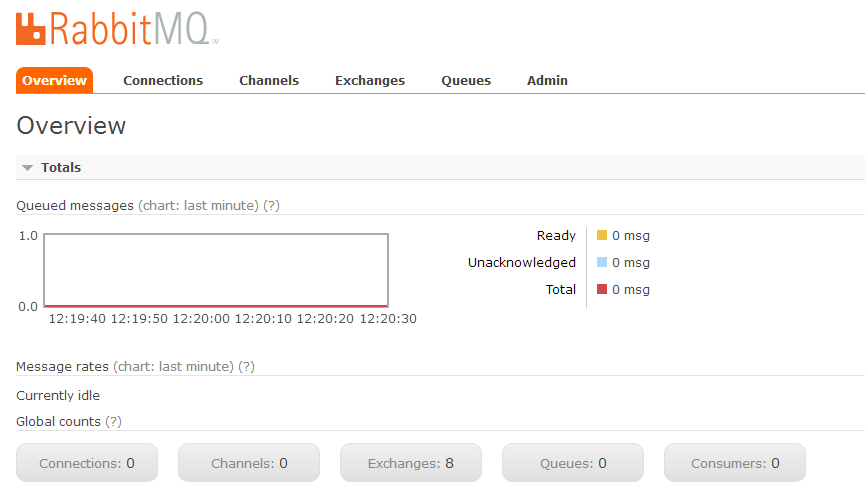 RabbitMQ™
Overview Connections Channels Exchanges Queues Admin
Overview
Totals
Queued messages (chart: last minute) (?)
1.0
0.0
12:19:40 12:19:50 12:20:00 12:20:10 12:20:20 12:20:30
Ready 0 msg
Unacknowledged 0 msg
Total 0 msg
Message rates (chart: last minute) (?)
Currently idle
Global counts (?)
Connections: 0 Channels: 0 Exchanges: 8 Queues: 0 Consumers: 0